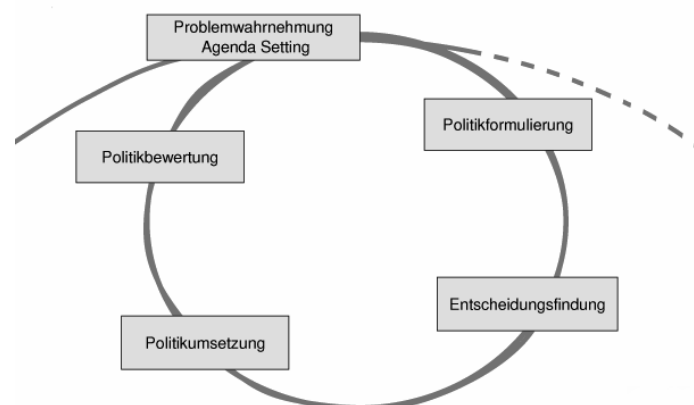 Problemwahrnehmung
Agenda Setting
Politikformulierung
Politikbewertung
Entscheidungsfindung
Politikumsetzung